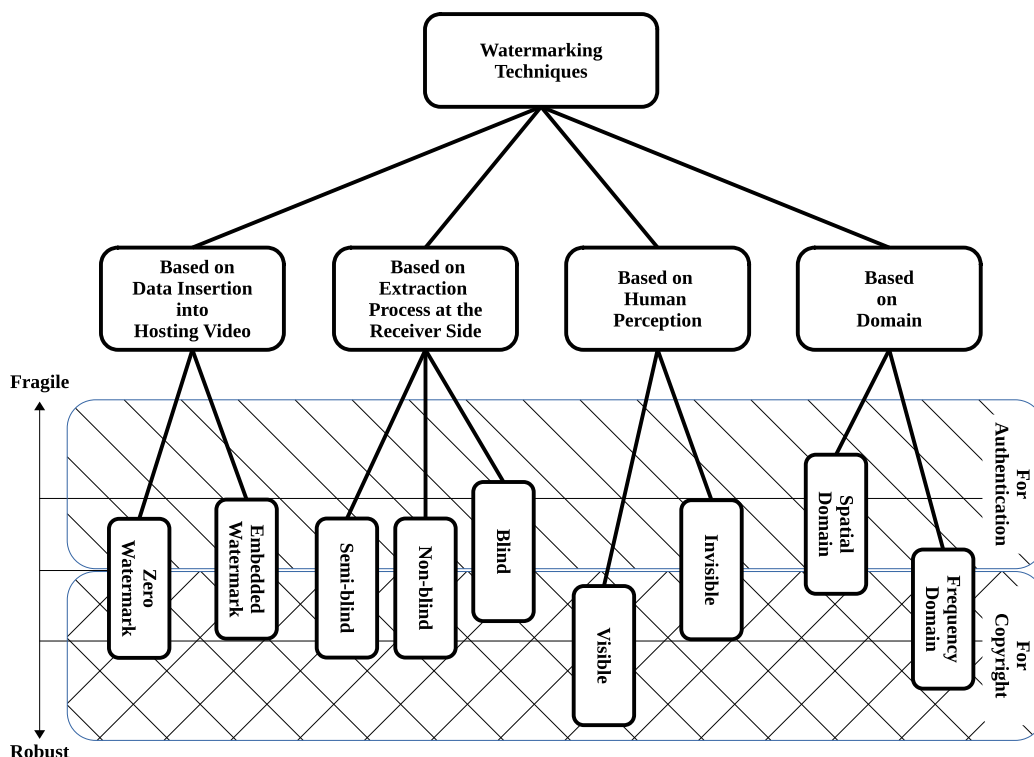 Watermarking
Techniques
Based on
Data Insertion
into
Hosting Video
Based on
Extraction
Process at the
Receiver Side
Based on
Human
Perception
Based
on
Domain
Fragile
For
Authentication
Zero
Watermark
Embedded
Watermark
Semi-blind
Non-blind
Blind
Visible
Invisible
Spatial
Domain
Frequency
Domain
For
Copyright
Robust